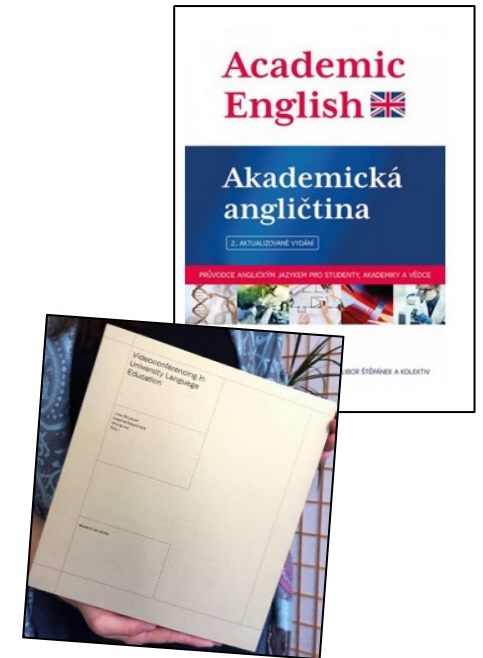 Academic
English
Akademická
angličtina
2., AKTUALIZOVANÉ VYDÁNÍ
PRŮVODCE ANGLICKÝM JAZYKEM PRO STUDENTY, AKADEMIKY A VĚDCE
LIBOR ŠTĚPÁNEK A KOLEKTIV
Videoconferencing in
University Language
Education